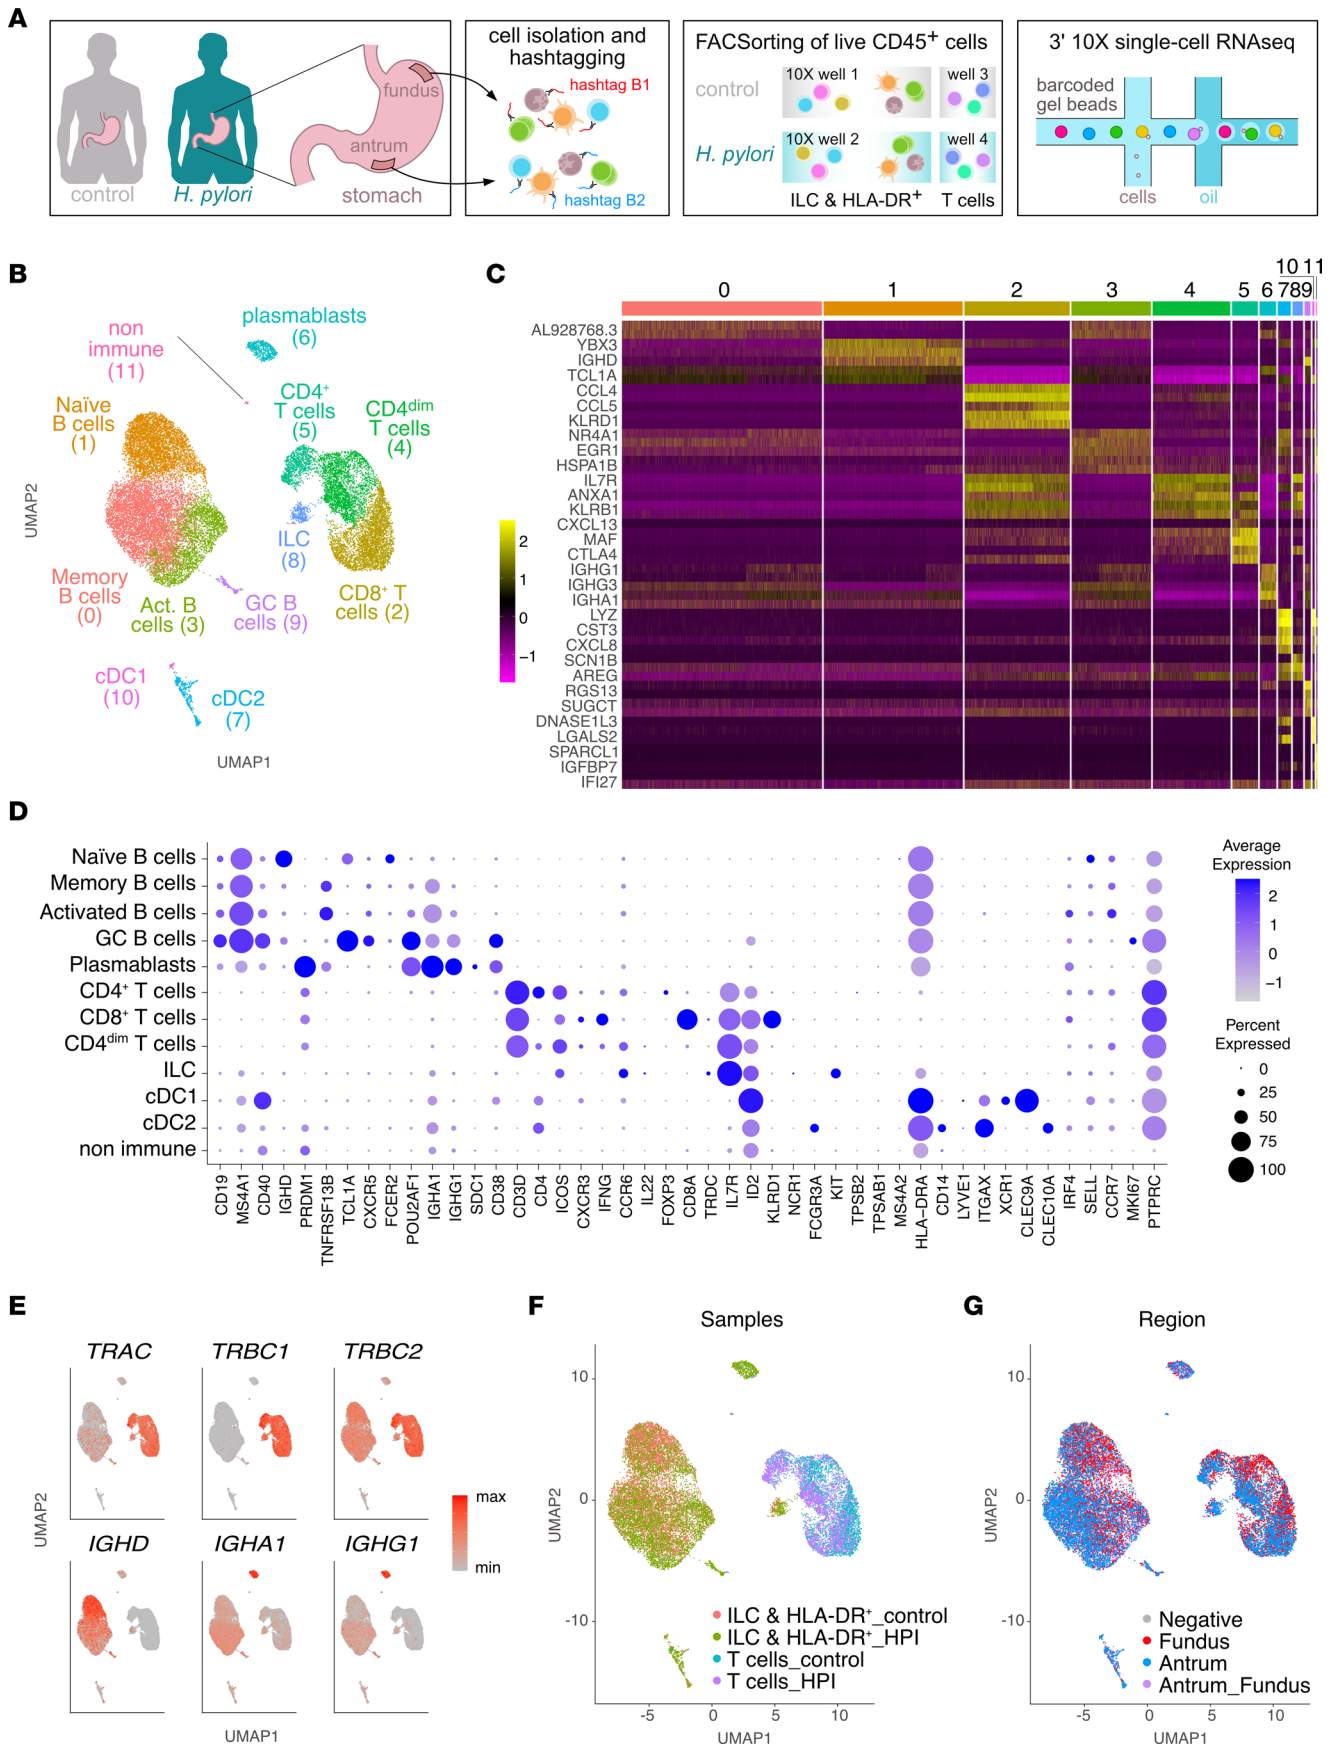 A
control
H. pylori
fundus
antrum
stomach
cell isolation and
hashtagging
hashtag B1
hashtag B2
FACSorting of live CD45+ cells
control
10X well 1
well 3
H. pylori
10X well 2
well 4
ILC & HLA-DR+
T cells
3' 10X single-cell RNAseq
barcoded
gel beads
cells
oil
B
plasmablasts
(6)
non
immune
(11)
Naïve
B cells
(1)
CD4+
T cells
(5)
CD4dim
T cells
(4)
ILC
(8)
Memory
B cells
(0)
Act. B
cells (3)
GC B
cells (9)
CD8+ T
cells (2)
cDC1
(10)
cDC2
(7)
UMAP2
UMAP1
C
10 11
0 1 2 3 4 5 6 7 8 9
AL928768.3
YBX3
IGHD
TCL1A
CCL4
CCL5
KLRD1
NR4A1
EGR1
HSPA1B
IL7R
ANXA1
KLRB1
CXCL13
MAF
CTLA4
IGHG1
IGHG3
IGHA1
LYZ
CST3
CXCL8
SCN1B
AREG
RGS13
SUGCT
DNASE1L3
LGALS2
SPARCL1
IGFBP7
IFI27
2
1
0
−1
D
Naïve B cells
Memory B cells
Activated B cells
GC B cells
Plasmablasts
CD4+ T cells
CD8+ T cells
CD4dim T cells
ILC
cDC1
cDC2
non immune
CD19
MS4A1
CD40
IGHD
PRDM1
TNFRSF13B
TCL1A
CXCR5
FCER2
POU2AF1
IGHA1
IGHG1
SDC1
CD38
CD3D
CD4
ICOS
CXCR3
IFNG
CCR6
IL22
FOXP3
CD8A
TRDC
IL7R
ID2
KLRD1
NCR1
FCGR3A
KIT
TPSB2
TPSAB1
MS4A2
HLA-DRA
CD14
LYVE1
ITGAX
XCR1
CLEC9A
CLEC10A
IRF4
SELL
CCR7
MKI67
PTPRC
Average
Expression
2
1
0
−1
Percent
Expressed
0
25
50
75
100
E
TRAC
TRBC1
TRBC2
IGHD
IGHA1
IGHG1
max
min
UMAP2
UMAP1
F
Samples
10
0
-10
UMAP2
ILC & HLA-DR+_control
ILC & HLA-DR+_HPI
T cells_control
T cells_HPI
-5 0 5 10
UMAP1
G
Region
10
0
-10
UMAP2
Negative
Fundus
Antrum
Antrum_Fundus
-5 0 5 10
UMAP1